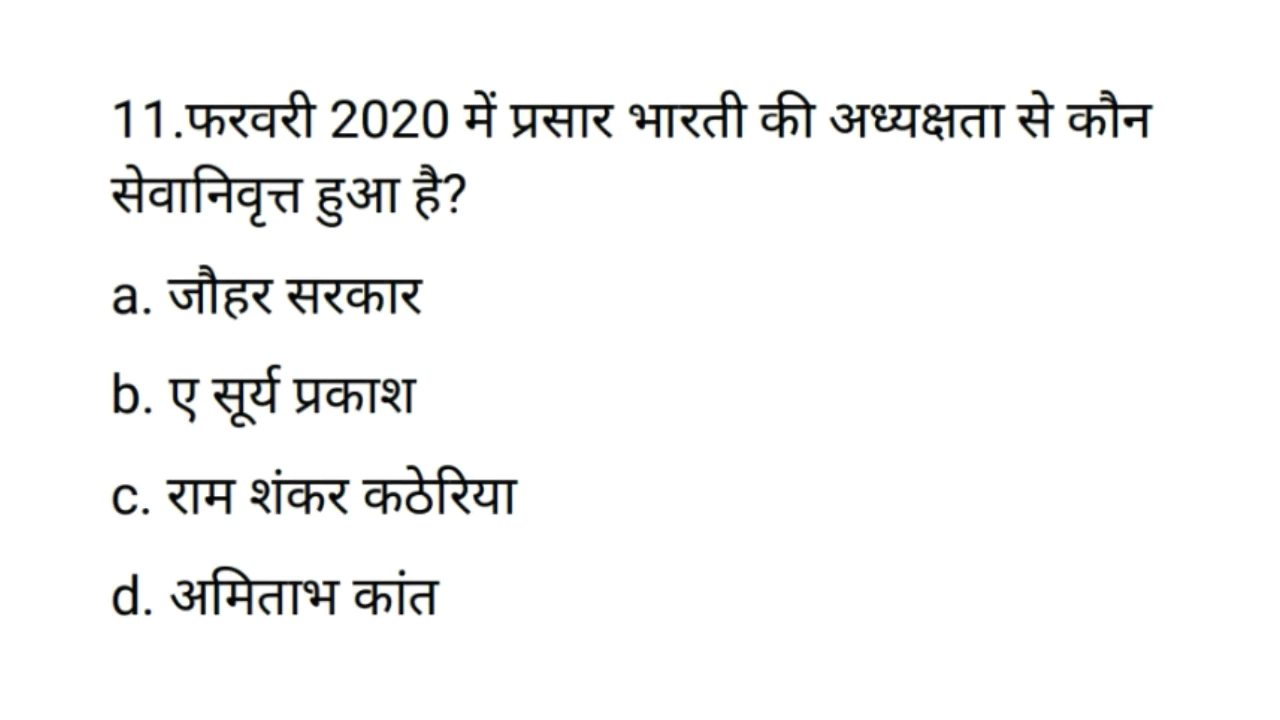 11.फरवरी 2020 में प्रसार भारती की अध्यक्षता से कौन
सेवानिवृत्त हुआ है?
a. जौहर सरकार
b. ए सूर्य प्रकाश
c. राम शंकर कठेरिया
d. अमिताभ कांत